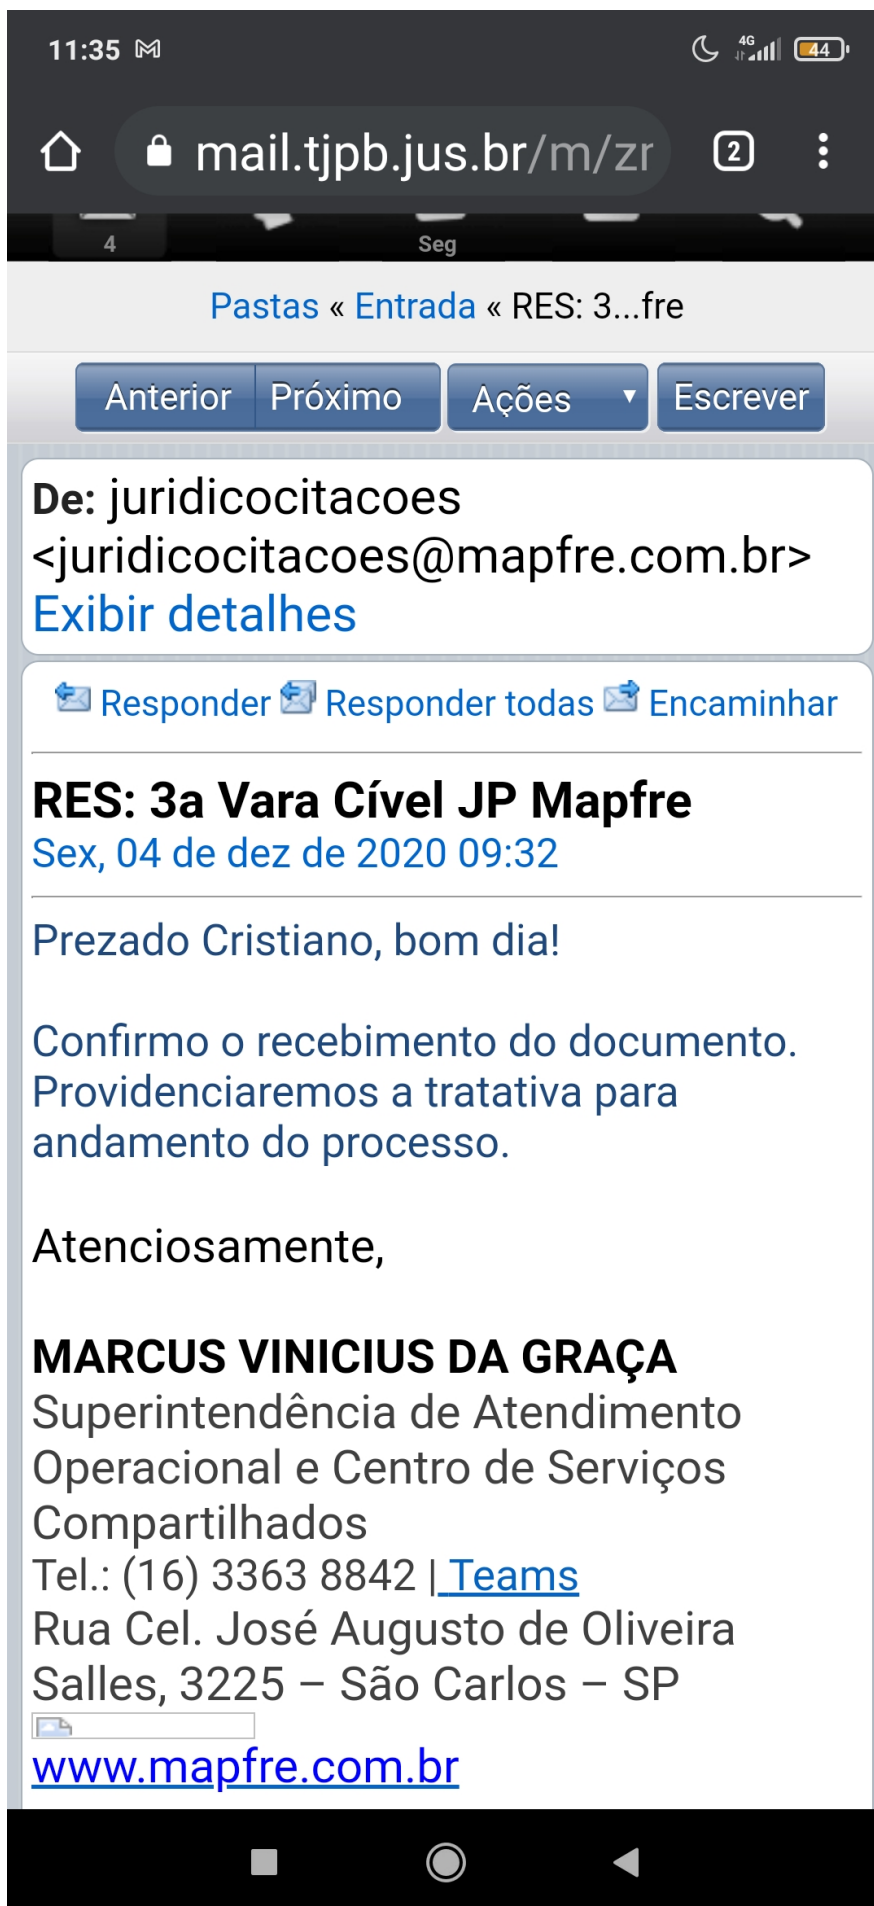 11:35
4G
44
mail.tjpb.jus.br/m/zr
2
4
Seg
Pastas « Entrada « RES: 3...fre
Anterior Próximo Ações Escrever
De: juridicocitacoes
<juridicocitacoes@mapfre.com.br>
Exibir detalhes
Responder Responder todas Encaminhar
RES: 3a Vara Cível JP Mapfre
Sex, 04 de dez de 2020 09:32
Prezado Cristiano, bom dia!
Confirmo o recebimento do documento.
Providenciaremos a tratativa para
andamento do processo.
Atenciosamente,
MARCUS VINICIUS DA GRAÇA
Superintendência de Atendimento
Operacional e Centro de Serviços
Compartilhados
Tel.: (16) 3363 8842 | Teams
Rua Cel. José Augusto de Oliveira
Salles, 3225 – São Carlos – SP
www.mapfre.com.br